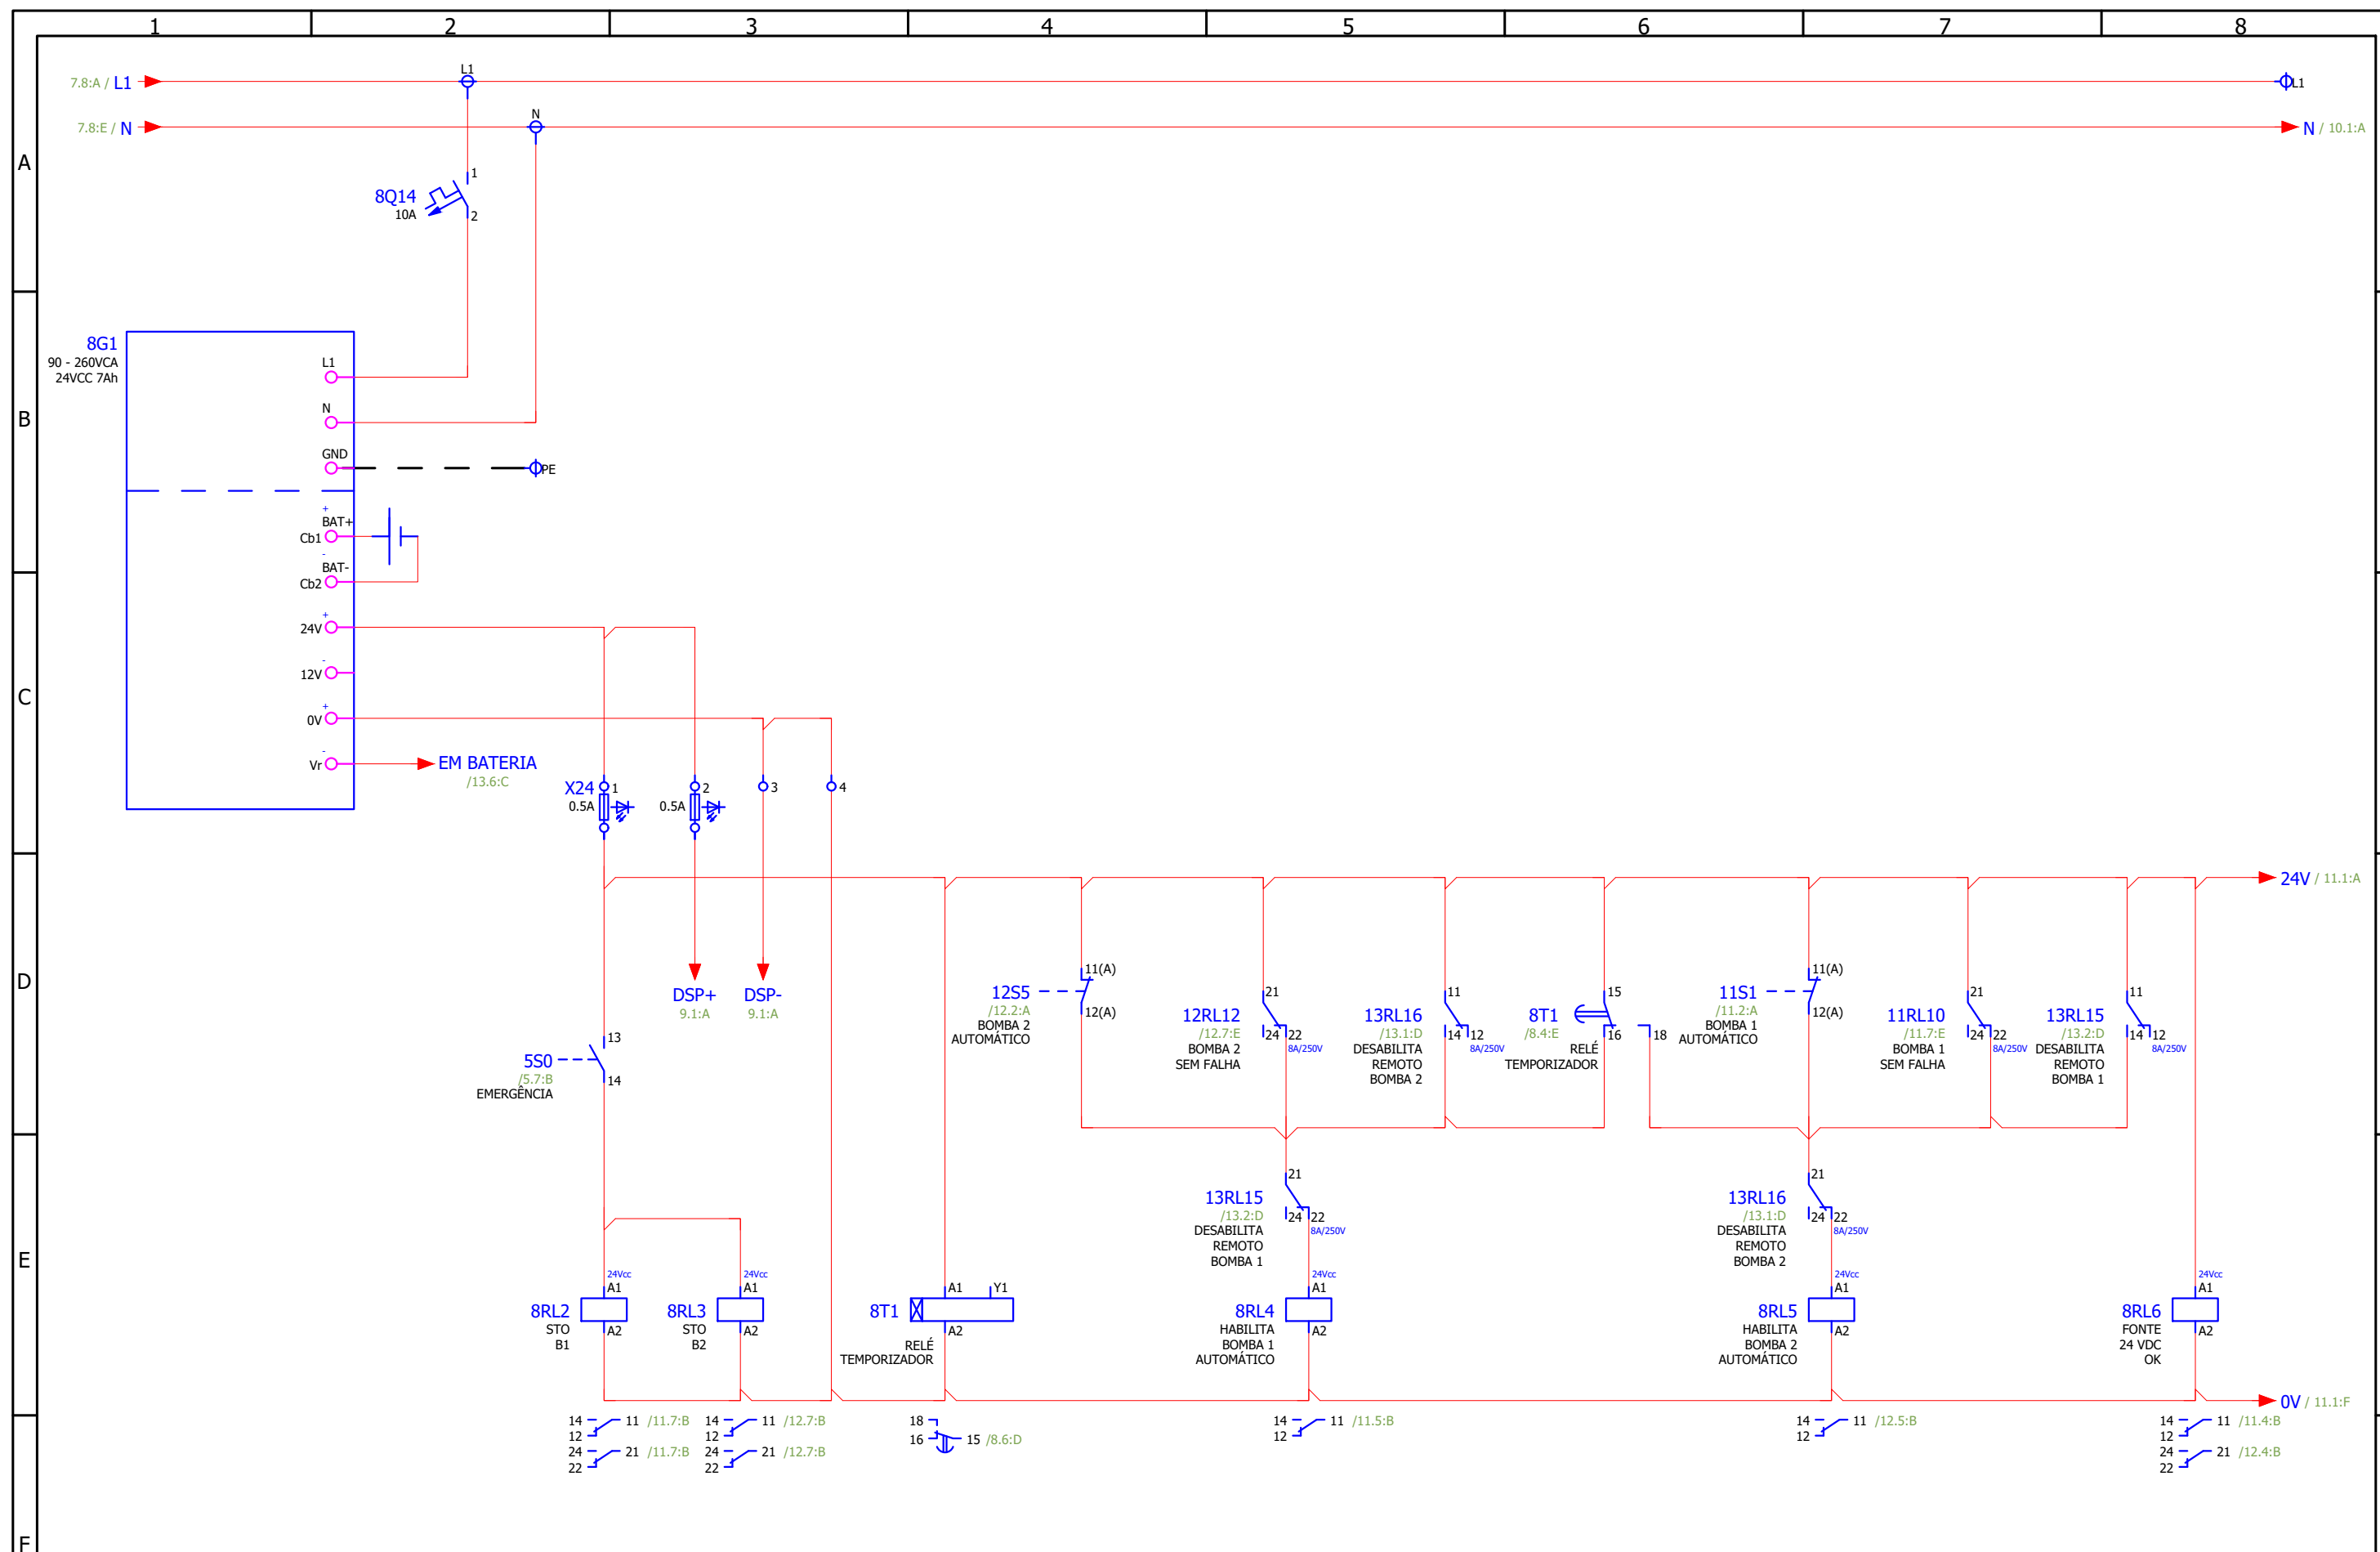 1 2 3 4 5 6 7 8
7.8:A / L1
L1
L1
7.8:E / N
N
N / 10.1:A
A
8Q14
10A
1
2
8G1
90 - 260VCA
24VCC 7Ah
L1
N
GND
PE
B
+
BAT+
Cb1
-
BAT-
Cb2
+
24V
-
12V
+
0V
-
Vr
EM BATERIA
/13.6:C
C
X24
0.5A
1
0.5A
2
3
4
24V / 11.1:A
D
DSP+
9.1:A
DSP-
9.1:A
5S0
/5.7:B
EMERGÊNCIA
13
14
12S5
/12.2:A
BOMBA 2
AUTOMÁTICO
11(A)
12(A)
12RL12
/12.7:E
BOMBA 2
SEM FALHA
21
24
22
8A/250V
13RL16
/13.1:D
DESABILITA
REMOTO
BOMBA 2
11
14
12
8A/250V
8T1
/8.4:E
RELÉ
TEMPORIZADOR
15
16
18
11S1
/11.2:A
BOMBA 1
AUTOMÁTICO
11(A)
12(A)
11RL10
/11.7:E
BOMBA 1
SEM FALHA
21
24
22
8A/250V
13RL15
/13.2:D
DESABILITA
REMOTO
BOMBA 1
11
14
12
8A/250V
E
13RL15
/13.2:D
DESABILITA
REMOTO
BOMBA 1
21
24
22
8A/250V
13RL16
/13.1:D
DESABILITA
REMOTO
BOMBA 2
21
24
22
8A/250V
8RL2
STO
B1
24Vcc
A1
A2
8RL3
STO
B2
24Vcc
A1
A2
8T1
RELÉ
TEMPORIZADOR
A1
Y1
A2
8RL4
HABILITA
BOMBA 1
AUTOMÁTICO
24Vcc
A1
A2
8RL5
HABILITA
BOMBA 2
AUTOMÁTICO
24Vcc
A1
A2
8RL6
FONTE
24 VDC
OK
24Vcc
A1
A2
0V / 11.1:F
14 11 /11.7:B
12
24 21 /11.7:B
22
14 11 /12.7:B
12
24 21 /12.7:B
22
18
16 15 /8.6:D
14 11 /11.5:B
12
14 11 /12.5:B
12
14 11 /11.4:B
12
24 21 /12.4:B
22
F